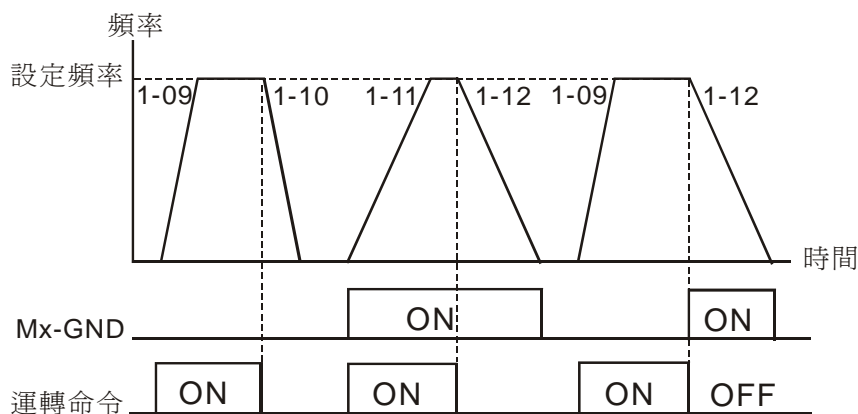 頻率
設定頻率
1-09 1-10 1-11 1-12 1-09 1-12
時間
Mx-GND ON ON
運轉命令 ON ON ON OFF